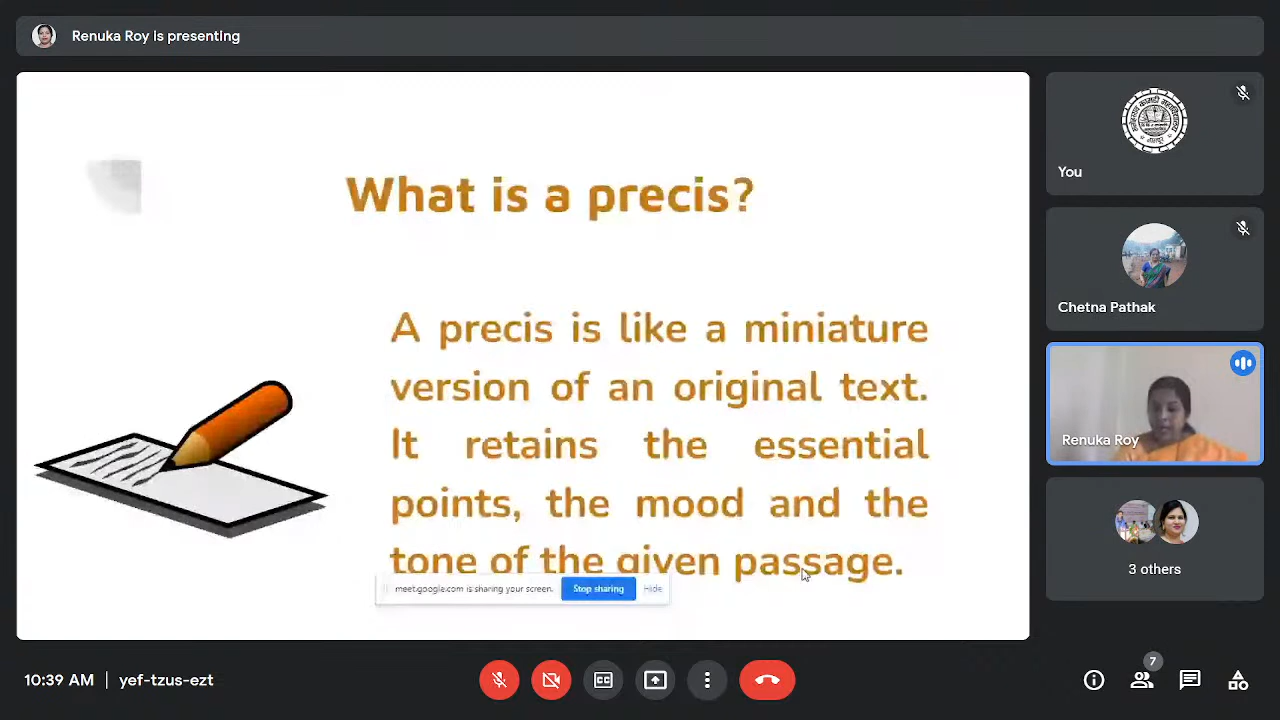 Renuka Roy is presenting
What is a precis?
A precis is like a miniature
version of an original text.
It retains the essential
points, the mood and the
tone of the given passage.
meet.google.com is sharing your screen.
Stop sharing
Hide
You
Chetna Pathak
Renuka Roy
3 others
10:39 AM | yef-tzus-ezt
CC
7